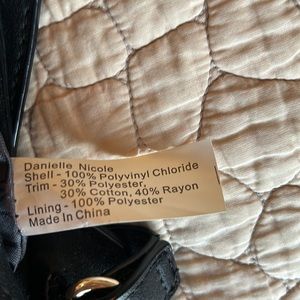 Danielle Nicole
Shell - 100% Polyvinyl Chloride
Trim - 30% Polyester,
30% Cotton, 40% Rayon
Lining - 100% Polyester
Made In China